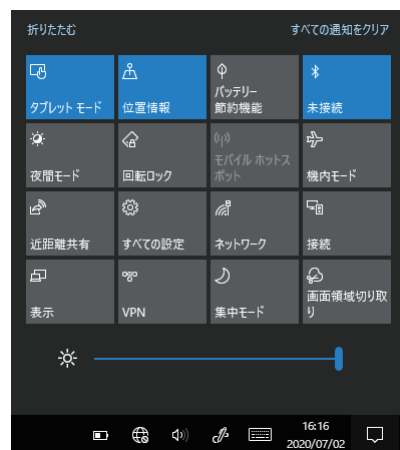 折りたたむ すべての通知をクリア
タブレット モード 位置情報 バッテリー
節約機能 未接続
夜間モード 回転ロック モバイル ホットス
ポット 機内モード
近距離共有 すべての設定 ネットワーク 接続
表示 VPN 集中モード 画面領域切り取
り
16:16
2020/07/02